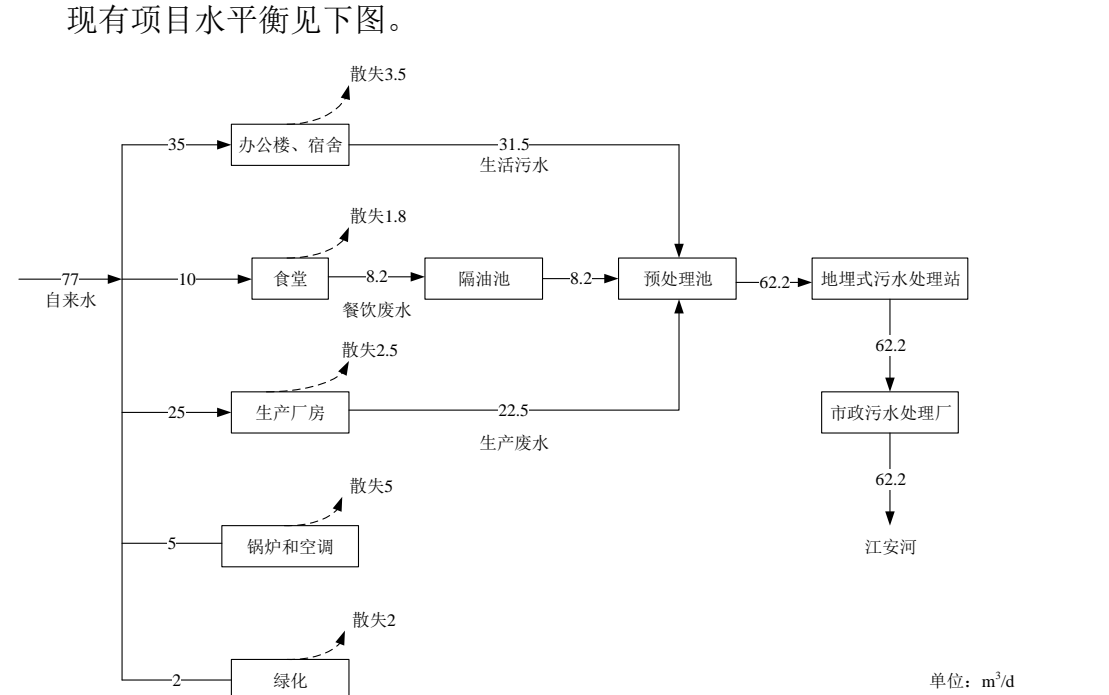 现有项目水平衡见下图。
散失3.5
35
办公楼、宿舍
31.5
生活污水
散失1.8
77
自来水
10
食堂
8.2
餐饮废水
隔油池
8.2
预处理池
62.2
地埋式污水处理站
散失2.5
62.2
25
生产厂房
22.5
生产废水
市政污水处理厂
62.2
散失5
5
锅炉和空调
江安河
散失2
2
绿化
单位：m³/d